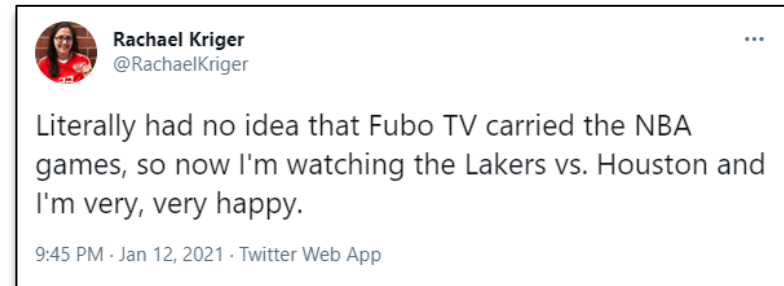 Rachael Kriger
@RachaelKriger
Literally had no idea that Fubo TV carried the NBA
games, so now I'm watching the Lakers vs. Houston and
I'm very, very happy.
9:45 PM · Jan 12, 2021 · Twitter Web App